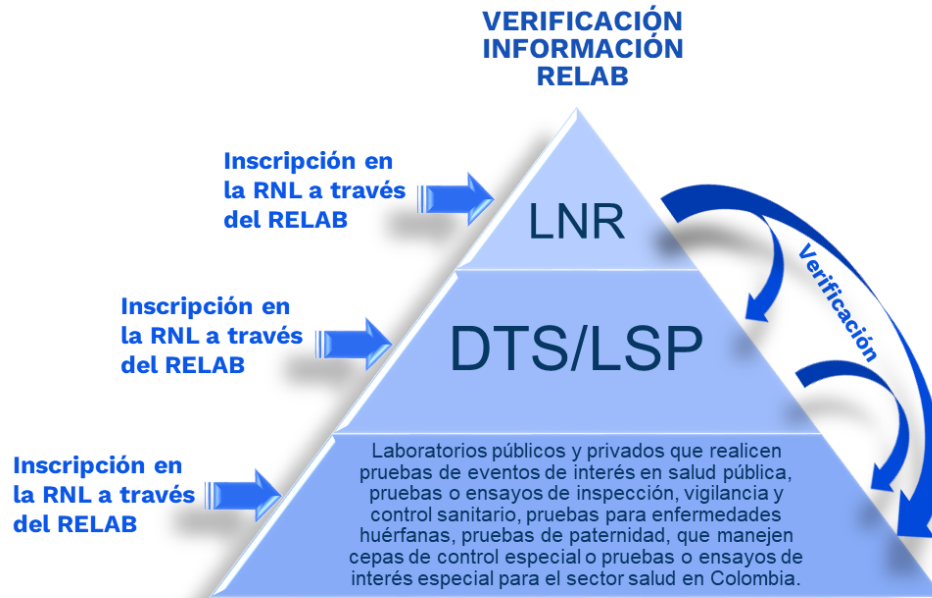 VERIFICACIÓN
INFORMACIÓN
RELAB
Inscripción en
la RNL a través
del RELAB
LNR
Verificación
Inscripción en
la RNL a través
del RELAB
DTS/LSP
Inscripción en
la RNL a través
del RELAB
Laboratorios públicos y privados que realicen
pruebas de eventos de interés en salud pública,
pruebas o ensayos de inspección, vigilancia y
control sanitario, pruebas para enfermedades
huérfanas, pruebas de paternidad, que manejen
cepas de control especial o pruebas o ensayos de
interés especial para el sector salud en Colombia.